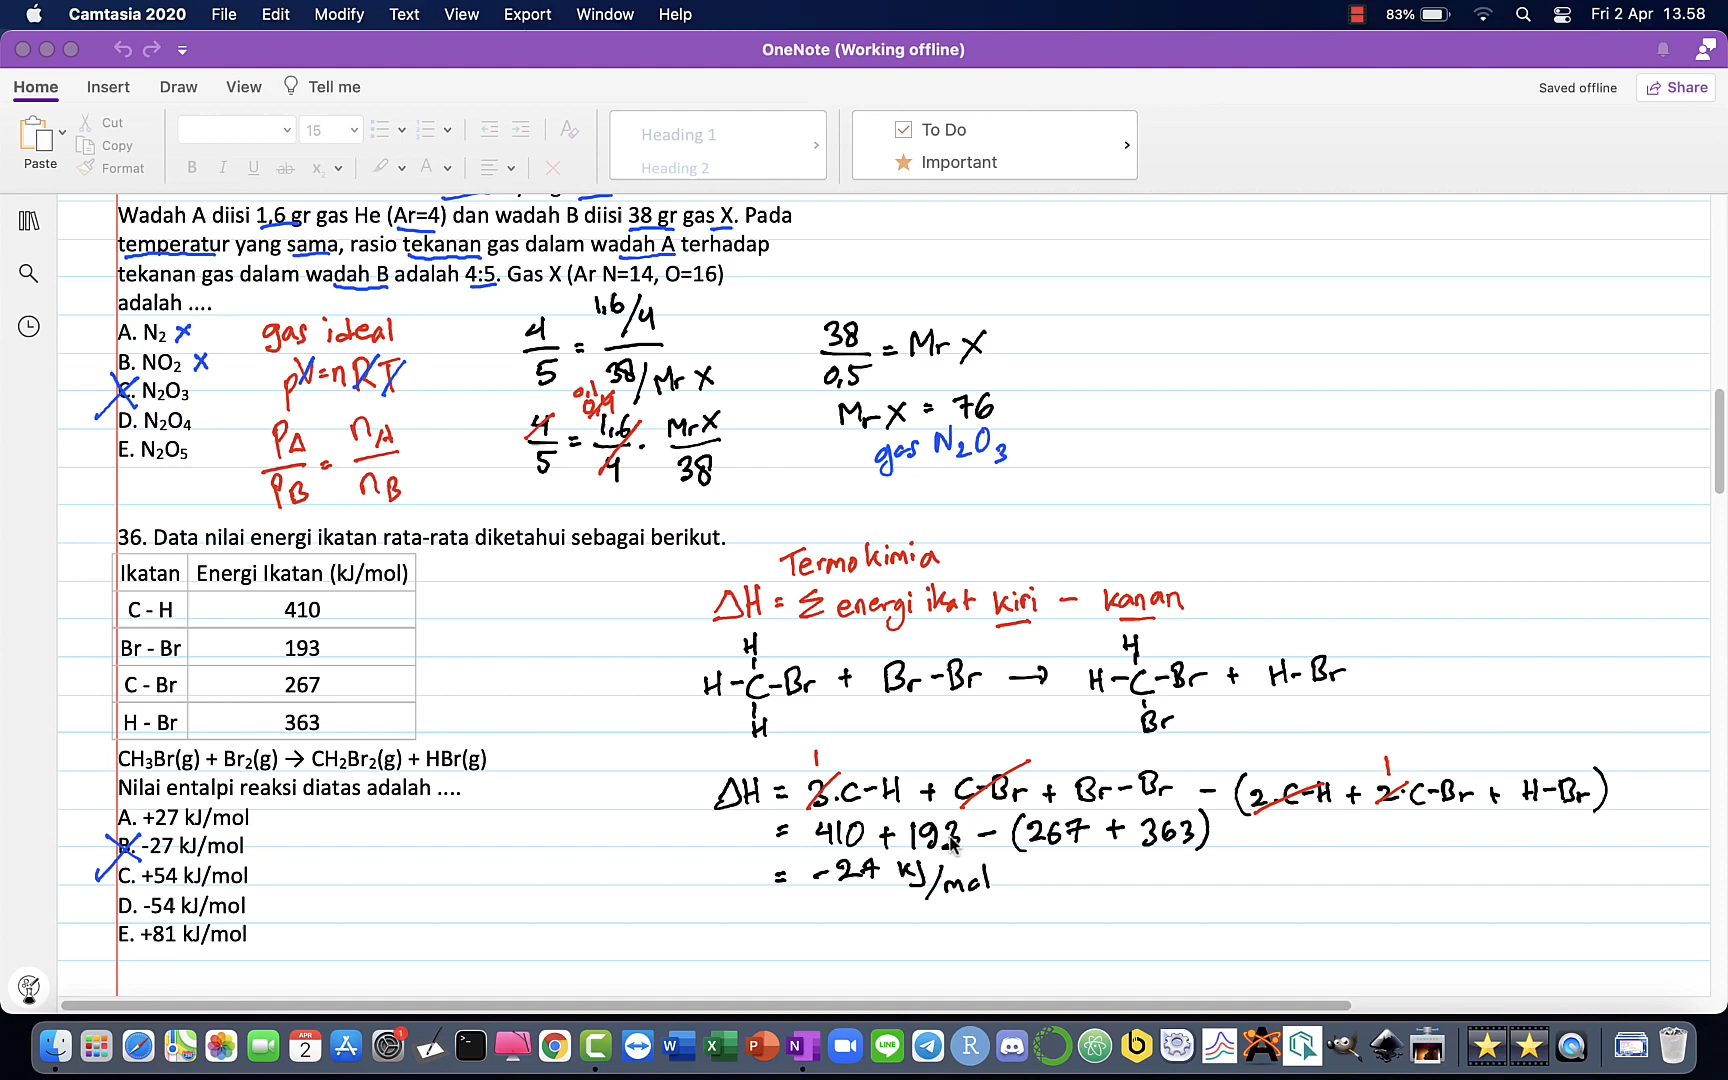 Camtasia 2020 File Edit Modify Text View Export Window Help 83% Fri 2 Apr 13.58
OneNote (Working offline)
Home Insert Draw View Tell me Saved offline Share
Paste Cut Copy Format 15 B I U ab X₂ A Heading 1 Heading 2 To Do Important
Wadah A diisi 1,6 gr gas He (Ar=4) dan wadah B diisi 38 gr gas X. Pada
temperatur yang sama, rasio tekanan gas dalam wadah A terhadap
tekanan gas dalam wadah B adalah 4:5. Gas X (Ar N=14, O=16)
adalah ....
A. N₂ x
B. NO₂ x
C. N₂O₃
D. N₂O₄
E. N₂O₅
gas ideal
pV=nRT
PA/PB = nA/nB
4/5 = 1,6/4 / 38/Mr X
0,1
0,4
4/5 = 1,6/4 . Mr X/38
38/0,5 = Mr X
Mr X = 76
gas N₂O₃
36. Data nilai energi ikatan rata-rata diketahui sebagai berikut.
Ikatan Energi Ikatan (kJ/mol)
C - H 410
Br - Br 193
C - Br 267
H - Br 363
CH₃Br(g) + Br₂(g) → CH₂Br₂(g) + HBr(g)
Nilai entalpi reaksi diatas adalah ....
A. +27 kJ/mol
B. -27 kJ/mol
C. +54 kJ/mol
D. -54 kJ/mol
E. +81 kJ/mol
Termokimia
ΔH = Σ energi ikat kiri - kanan
H H
H-C-Br + Br-Br → H-C-Br + H-Br
H Br
1 1
ΔH = 3.C-H + C-Br + Br-Br - (2.C-H + 2.C-Br + H-Br)
= 410 + 193 - (267 + 363)
= -27 kJ/mol
APR
2
1
LINE
R